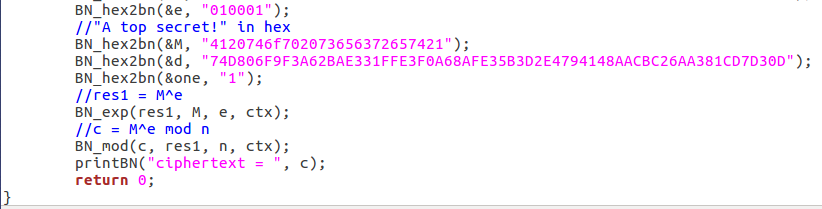 BN_hex2bn(&e, "010001");
//"A top secret!" in hex
BN_hex2bn(&M, "4120746f702073656372657421");
BN_hex2bn(&d, "74D806F9F3A62BAE331FFE3F0A68AFE35B3D2E4794148AACBC26AA381CD7D30D");
BN_hex2bn(&one, "1");
//res1 = M^e
BN_exp(res1, M, e, ctx);
//c = M^e mod n
BN_mod(c, res1, n, ctx);
printBN("ciphertext = ", c);
return 0;
}